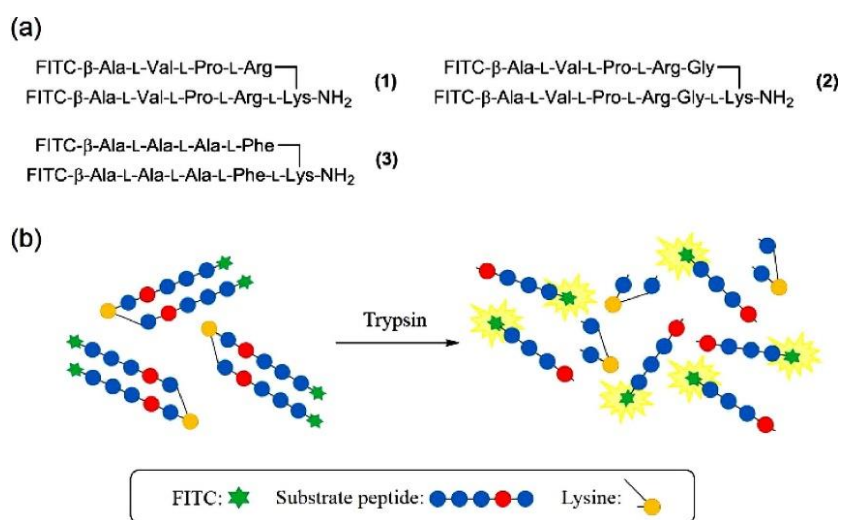 (a)
FITC-β-Ala-L-Val-L-Pro-L-Arg
FITC-β-Ala-L-Val-L-Pro-L-Arg-L-Lys-NH₂ (1)
FITC-β-Ala-L-Val-L-Pro-L-Arg-Gly
FITC-β-Ala-L-Val-L-Pro-L-Arg-Gly-L-Lys-NH₂ (2)
FITC-β-Ala-L-Ala-L-Ala-L-Phe
FITC-β-Ala-L-Ala-L-Ala-L-Phe-L-Lys-NH₂ (3)
(b)
Trypsin
FITC: Substrate peptide: Lysine: